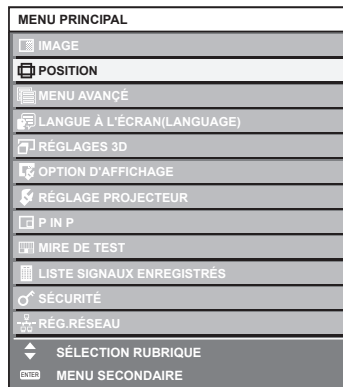 MENU PRINCIPAL
IMAGE
POSITION
MENU AVANÇÉ
LANGUE À L'ÉCRAN(LANGUAGE)
RÉGLAGES 3D
OPTION D'AFFICHAGE
RÉGLAGE PROJECTEUR
P IN P
MIRE DE TEST
LISTE SIGNAUX ENREGISTRÉS
SÉCURITÉ
RÉG.RÉSEAU
SÉLECTION RUBRIQUE
ENTER MENU SECONDAIRE